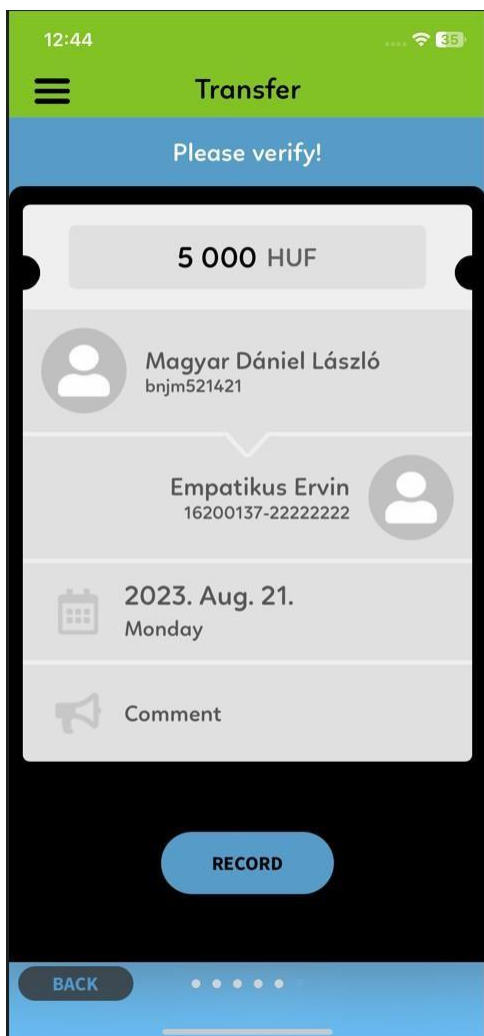 12:44
35
Transfer
Please verify!
5 000 HUF
Magyar Dániel László
bnjm521421
Empatikus Ervin
16200137-22222222
2023. Aug. 21.
Monday
Comment
RECORD
BACK